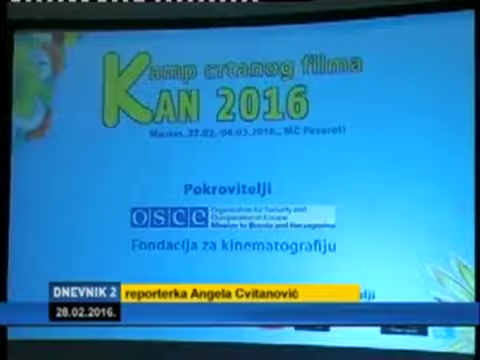 Kamp crtanog filma
KAN 2016
Mostar, 27.02.-04.03.2016., MC Pavaroti
Pokrovitelji
OSCE Organization for Security and
Co-operation in Europe
Mission to Bosnia and Herzegovina
Fondacija za kinematografiju
DNEVNIK 2 reporterka Angela Cvitanović
28.02.2016.